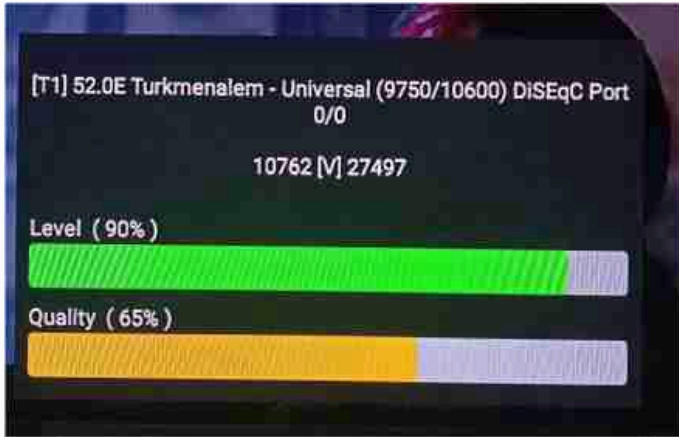 [T1] 52.0E Turkmenalem - Universal (9750/10600) DiSEqC Port
0/0
10762 [V] 27497
Level ( 90% )
Quality ( 65% )